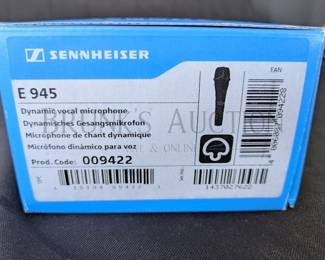 SENNHEISER
E 945
EAN
Dynamic vocal microphone
Dynamisches Gesangsmikrofon
Microphone de chant dynamique
Micrófono dinámico para voz
Prod. Code: 009422
1437027622